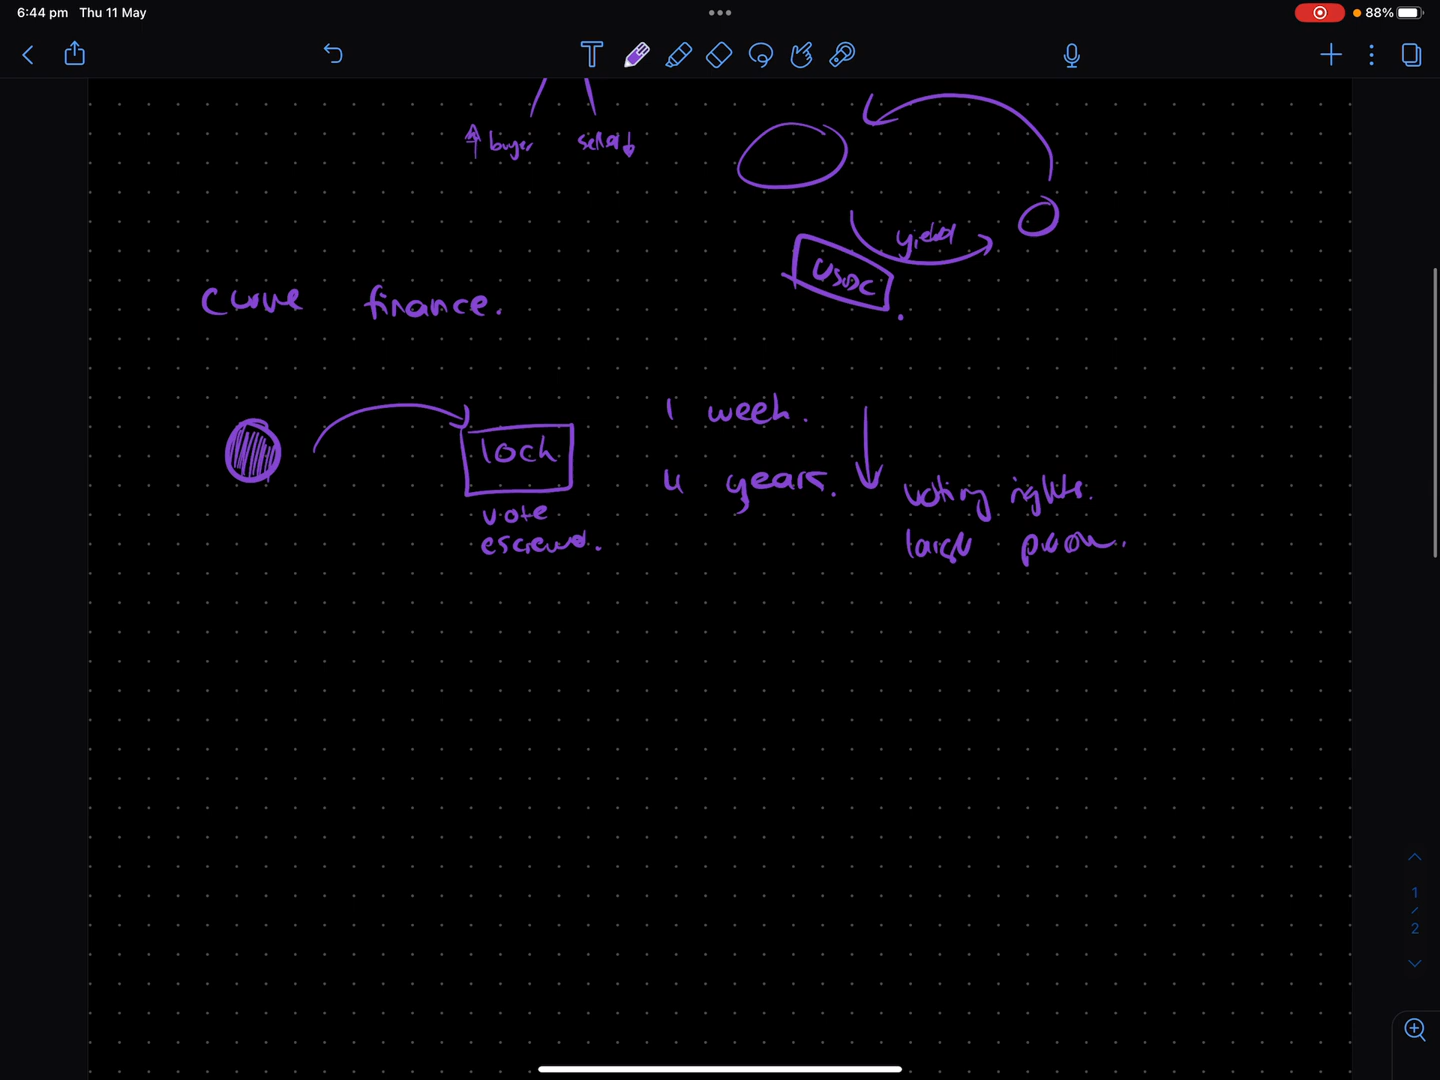 6:44 pm Thu 11 May
88%
T
↑ buyer seller ↓
yield
USDC
curve finance.
lock
vote
escrowed.
1 week.
4 years.
voting rights.
large
1
/
2